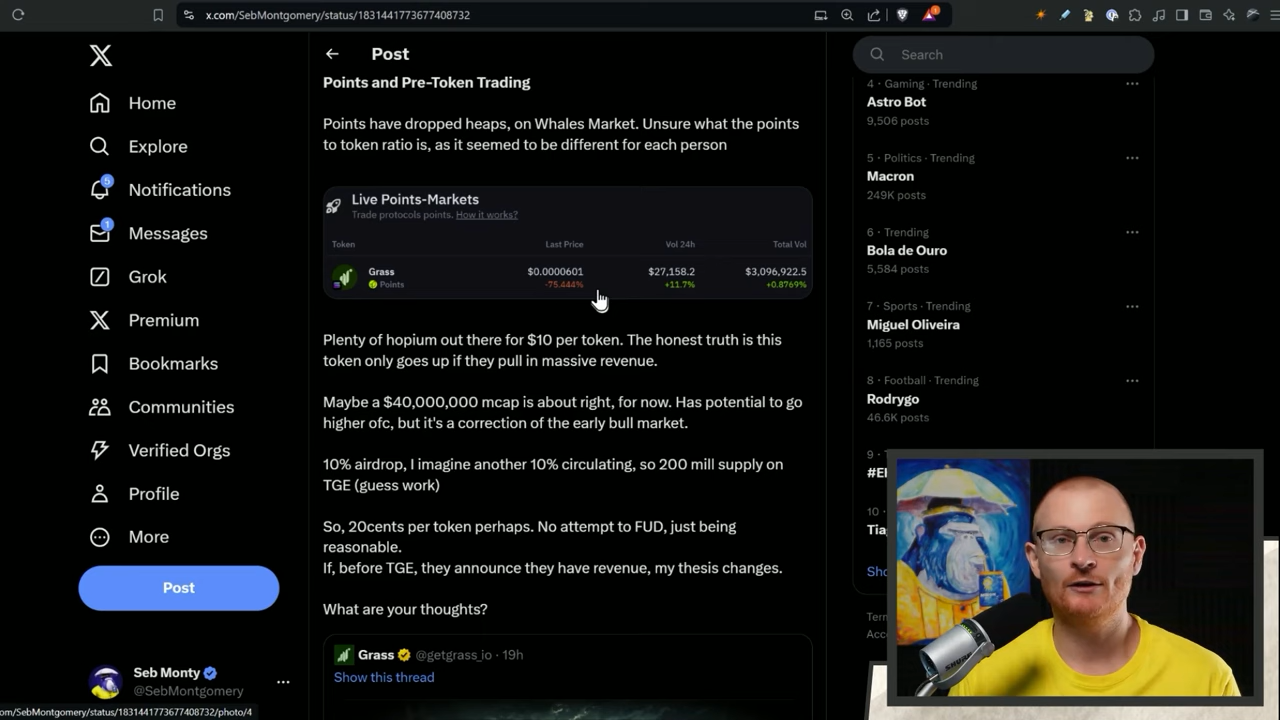 x.com/SebMontgomery/status/1831441773677408732
1
Home
Explore
5
Notifications
1
Messages
Grok
Premium
Bookmarks
Communities
Verified Orgs
Profile
More
Post
Seb Monty
@SebMontgomery
om/SebMontgomery/status/1831441773677408732/photo/4
Post
Points and Pre-Token Trading
Points have dropped heaps, on Whales Market. Unsure what the points
to token ratio is, as it seemed to be different for each person
Live Points-Markets
Trade protocols points. How it works?
Token Last Price Vol 24h Total Vol
Grass $0.0000601 $27,158.2 $3,096,922.5
Points -75.444% +11.7% +0.8769%
Plenty of hopium out there for $10 per token. The honest truth is this
token only goes up if they pull in massive revenue.
Maybe a $40,000,000 mcap is about right, for now. Has potential to go
higher ofc, but it's a correction of the early bull market.
10% airdrop, I imagine another 10% circulating, so 200 mill supply on
TGE (guess work)
So, 20cents per token perhaps. No attempt to FUD, just being
reasonable.
If, before TGE, they announce they have revenue, my thesis changes.
What are your thoughts?
Grass @getgrass_io · 19h
Show this thread
Search
4 · Gaming · Trending
Astro Bot
9,506 posts
5 · Politics · Trending
Macron
249K posts
6 · Trending
Bola de Ouro
5,584 posts
7 · Sports · Trending
Miguel Oliveira
1,165 posts
8 · Football · Trending
Rodrygo
46.6K posts
9 ·
10
Tia
Sho
Term
Acc
SHURE